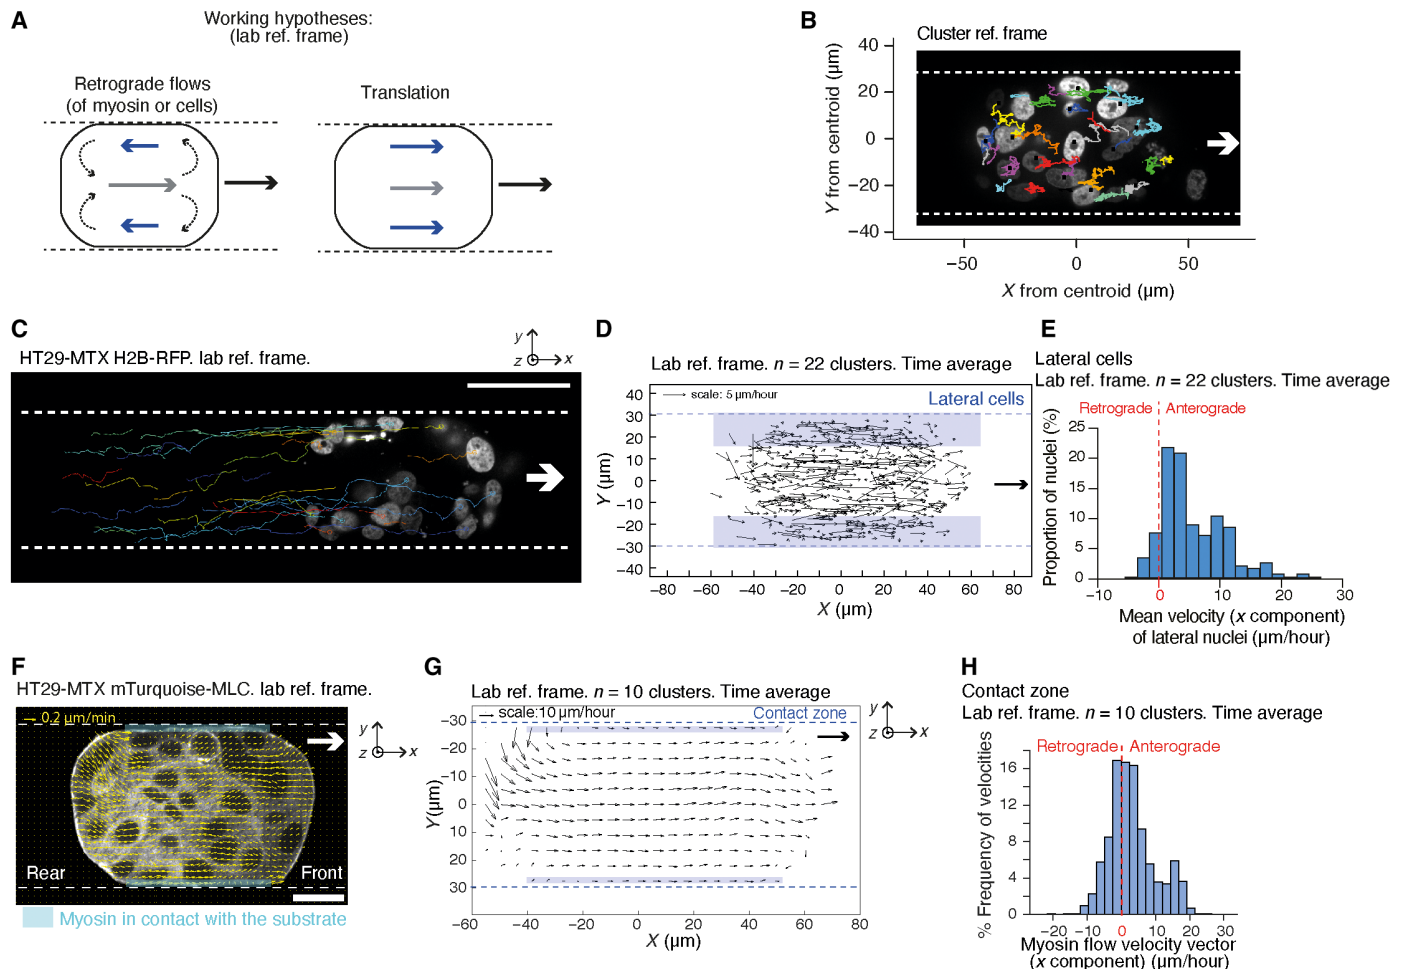 A
Working hypotheses:
(lab ref. frame)
Retrograde flows
(of myosin or cells)
Translation
B
Cluster ref. frame
40
20
0
−20
−40
Y from centroid (µm)
−50
0
50
X from centroid (µm)
C
HT29-MTX H2B-RFP. lab ref. frame.
y
z
x
D
Lab ref. frame. n = 22 clusters. Time average
scale: 5 µm/hour
Lateral cells
40
30
20
10
0
−10
−20
−30
−40
Y (µm)
−80
−60
−40
−20
0
20
40
60
80
X (µm)
E
Lateral cells
Lab ref. frame. n = 22 clusters. Time average
Retrograde
Anterograde
25
20
15
10
5
0
Proportion of nuclei (%)
−10
0
10
20
30
Mean velocity (x component)
of lateral nuclei (µm/hour)
F
HT29-MTX mTurquoise-MLC. lab ref. frame.
0.2 µm/min
Rear
Front
Myosin in contact with the substrate
y
z
x
G
Lab ref. frame. n = 10 clusters. Time average
scale:10 µm/hour
Contact zone
−30
−20
−10
0
10
20
30
Y(µm)
−60
−40
−20
0
20
40
60
80
X (µm)
y
z
x
H
Contact zone
Lab ref. frame. n = 10 clusters. Time average
Retrograde
Anterograde
16
12
8
4
0
% Frequency of velocities
−20
−10
0
10
20
30
Myosin flow velocity vector
(x component) (µm/hour)